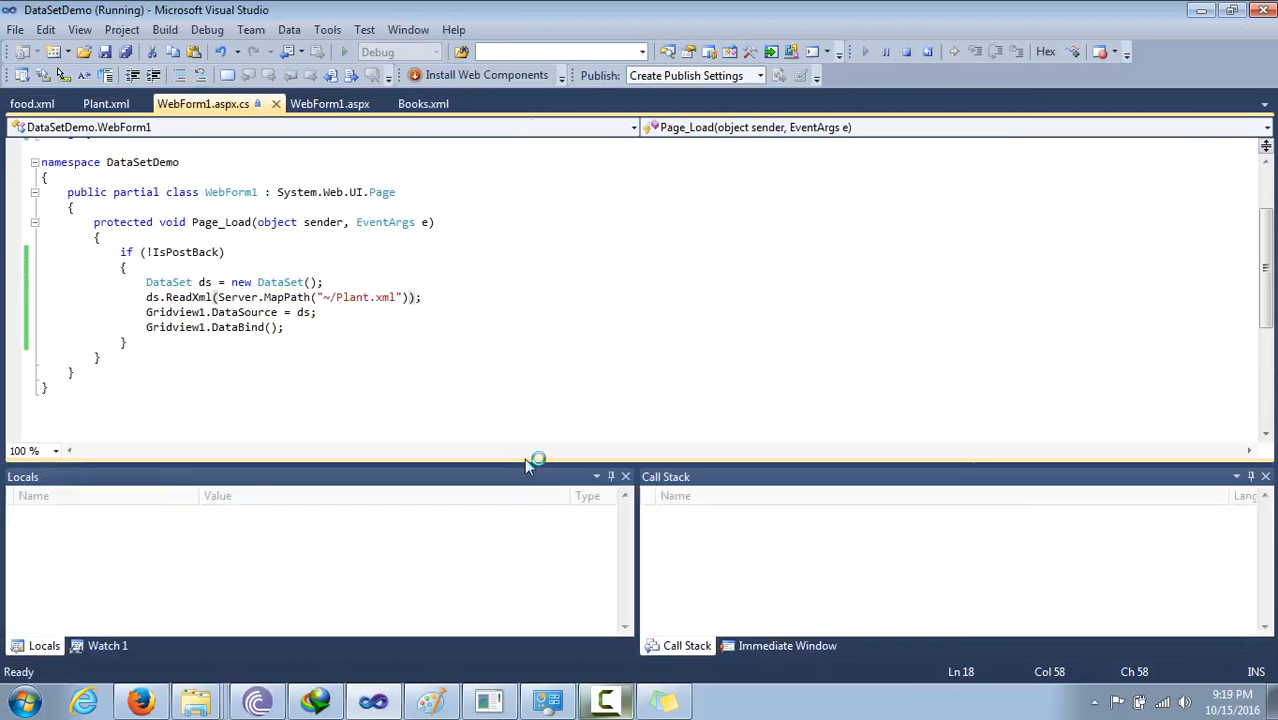 DataSetDemo (Running) - Microsoft Visual Studio
File Edit View Project Build Debug Team Data Tools Test Window Help
Debug Hex
Install Web Components Publish: Create Publish Settings
food.xml Plant.xml WebForm1.aspx.cs WebForm1.aspx Books.xml
DataSetDemo.WebForm1 Page_Load(object sender, EventArgs e)
namespace DataSetDemo
{
public partial class WebForm1 : System.Web.UI.Page
{
protected void Page_Load(object sender, EventArgs e)
{
if (!IsPostBack)
{
DataSet ds = new DataSet();
ds.ReadXml(Server.MapPath("~/Plant.xml"));
Gridview1.DataSource = ds;
Gridview1.DataBind();
}
}
}
}
100 %
Locals Call Stack
Name Value Type Name Lang
Locals Watch 1 Call Stack Immediate Window
Ready Ln 18 Col 58 Ch 58 INS
9:19 PM
10/15/2016